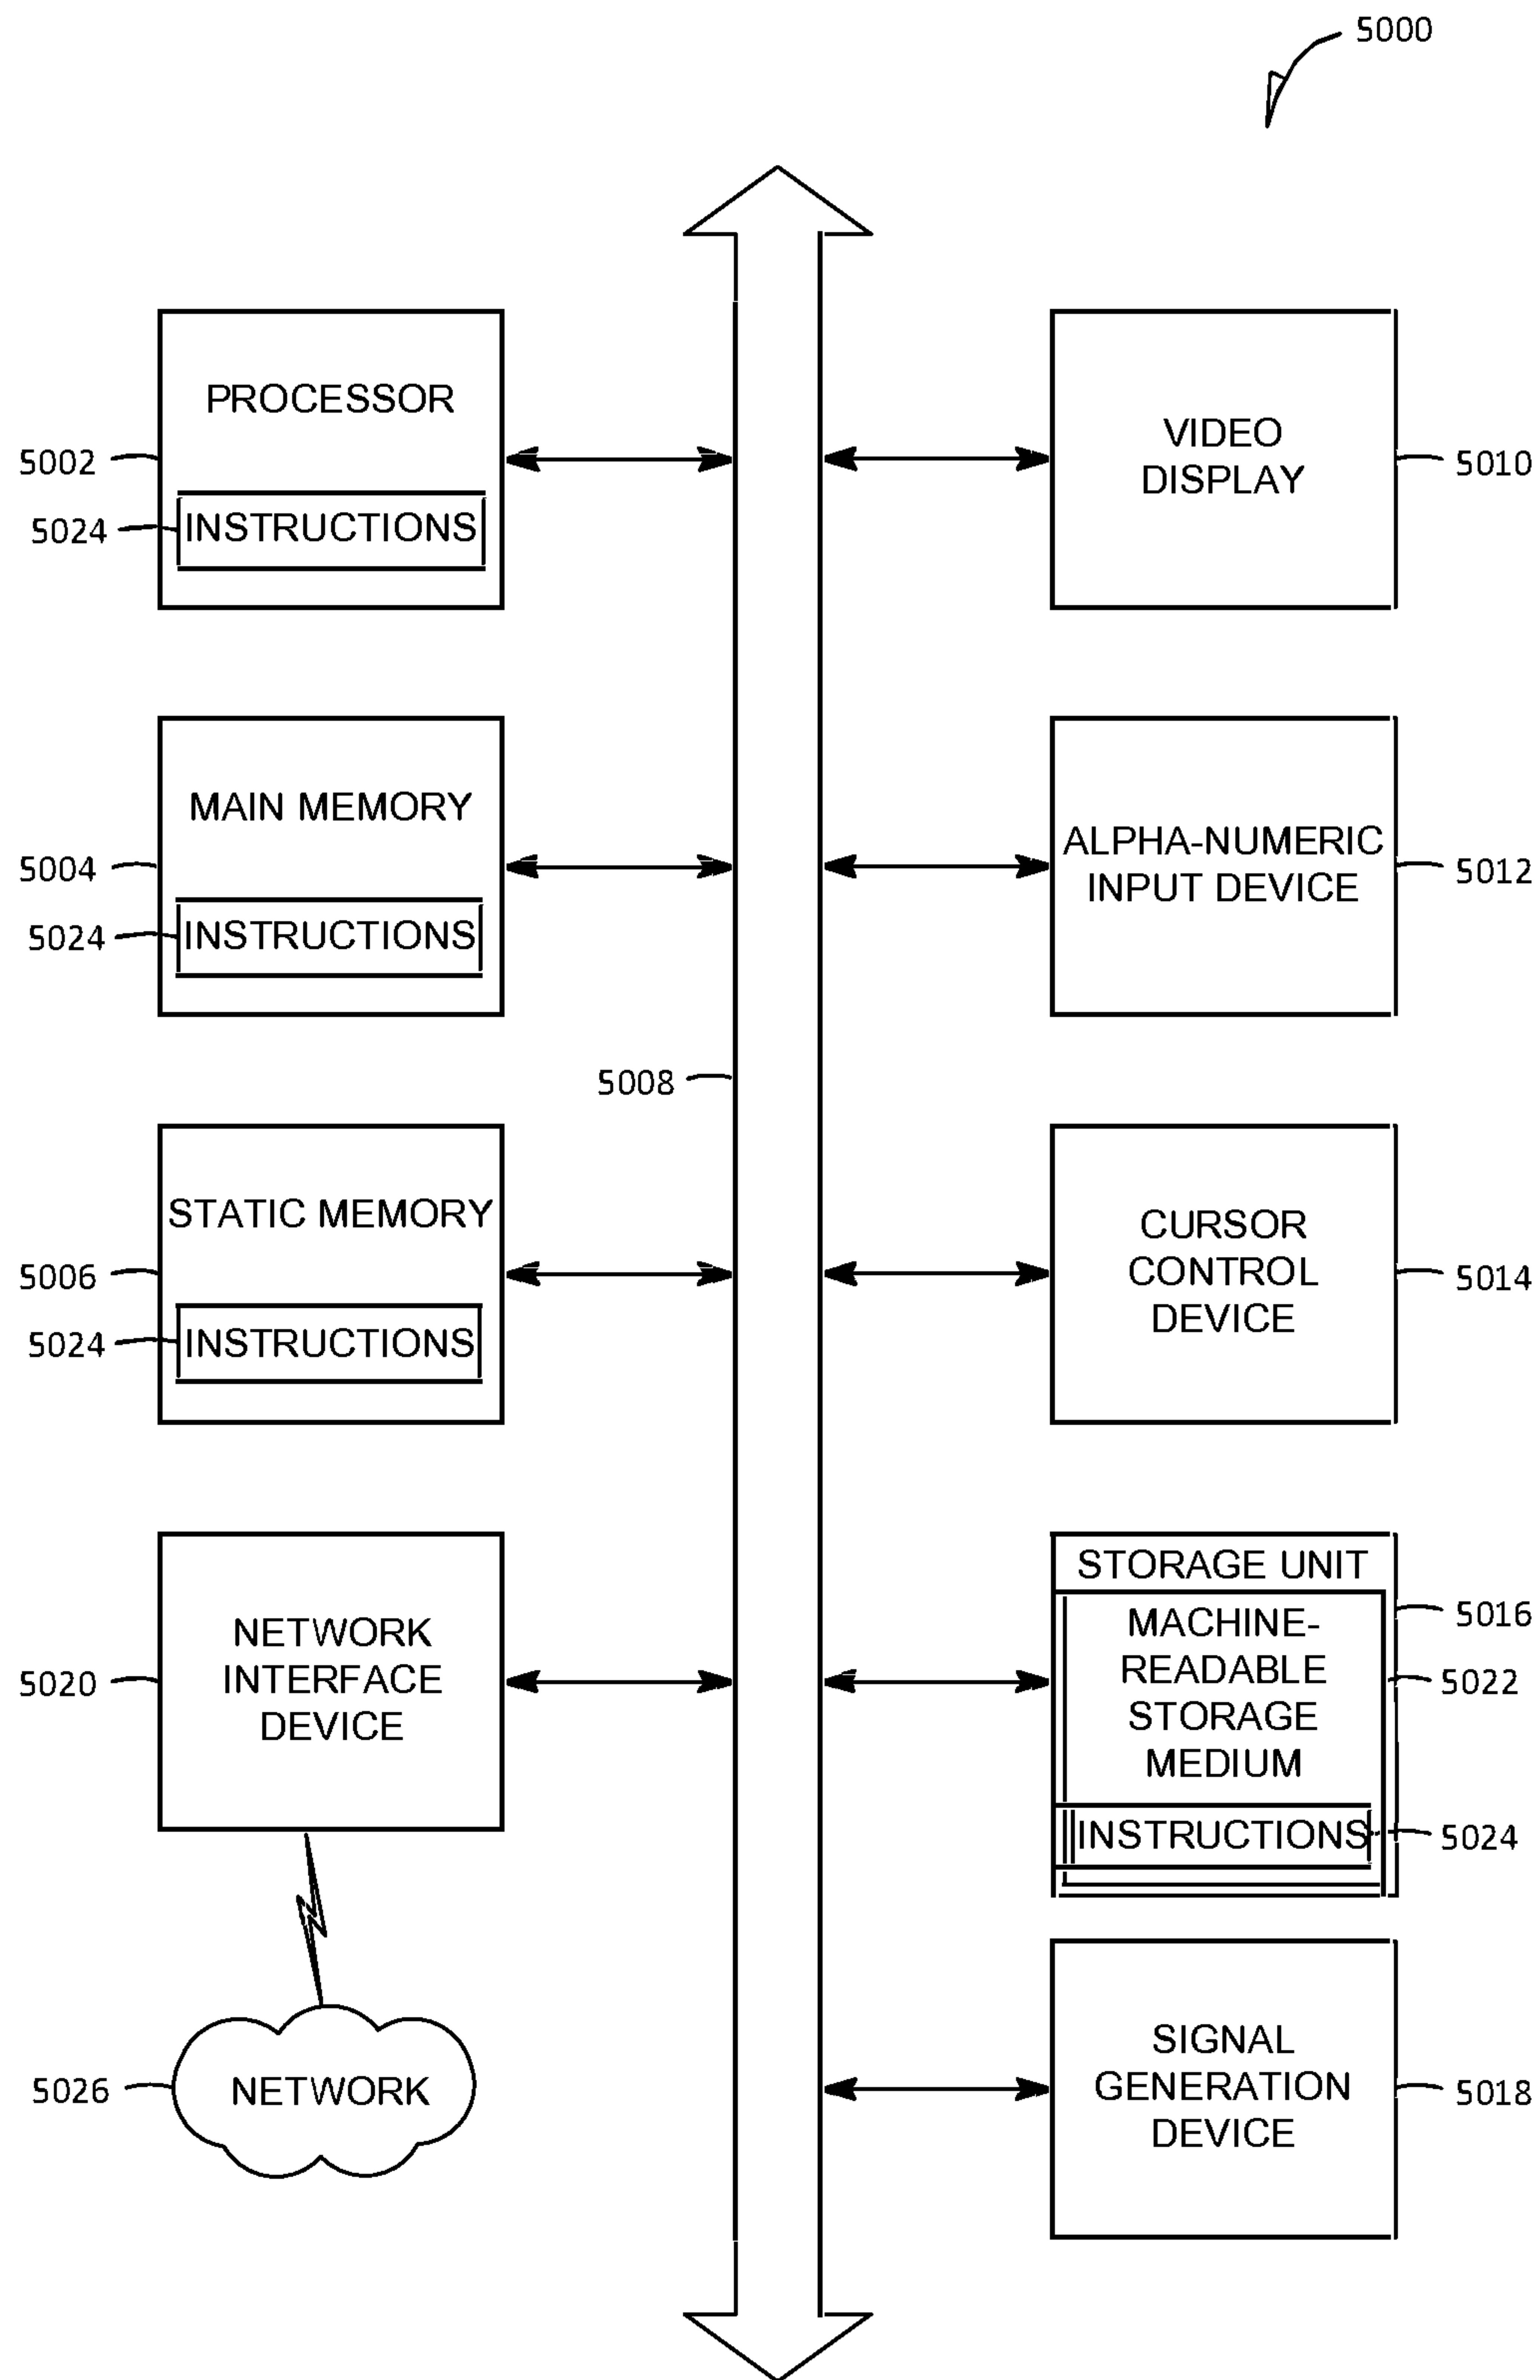 5000
PROCESSOR
5002
5024
INSTRUCTIONS
VIDEO
DISPLAY
5010
MAIN MEMORY
5004
5024
INSTRUCTIONS
ALPHA-NUMERIC
INPUT DEVICE
5012
5008
STATIC MEMORY
5006
5024
INSTRUCTIONS
CURSOR
CONTROL
DEVICE
5014
NETWORK
INTERFACE
DEVICE
5020
STORAGE UNIT
5016
MACHINE-
READABLE
STORAGE
MEDIUM
5022
INSTRUCTIONS
5024
5026
NETWORK
SIGNAL
GENERATION
DEVICE
5018